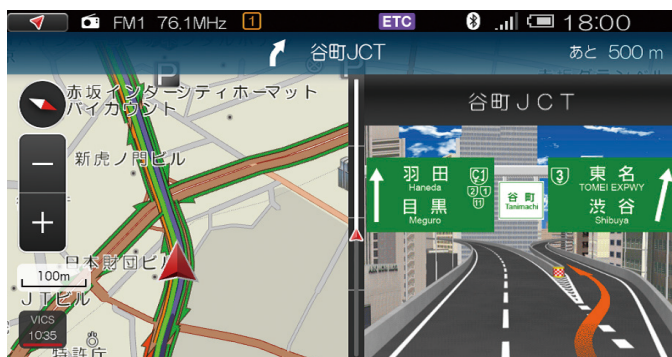 FM1 76.1MHz 1 ETC 18:00
谷町JCT あと 500 m
P
赤坂インターシティホーマット
バイカウント
新虎ノ門ビル
日本財団ビ
100m
JTビル
VICS
1035
特許庁
谷町JCT
羽田
Haneda
C1
2 1
11
目黒
Meguro
谷町
Tanimachi
3 東名
TOMEI EXPWY
渋谷
Shibuya